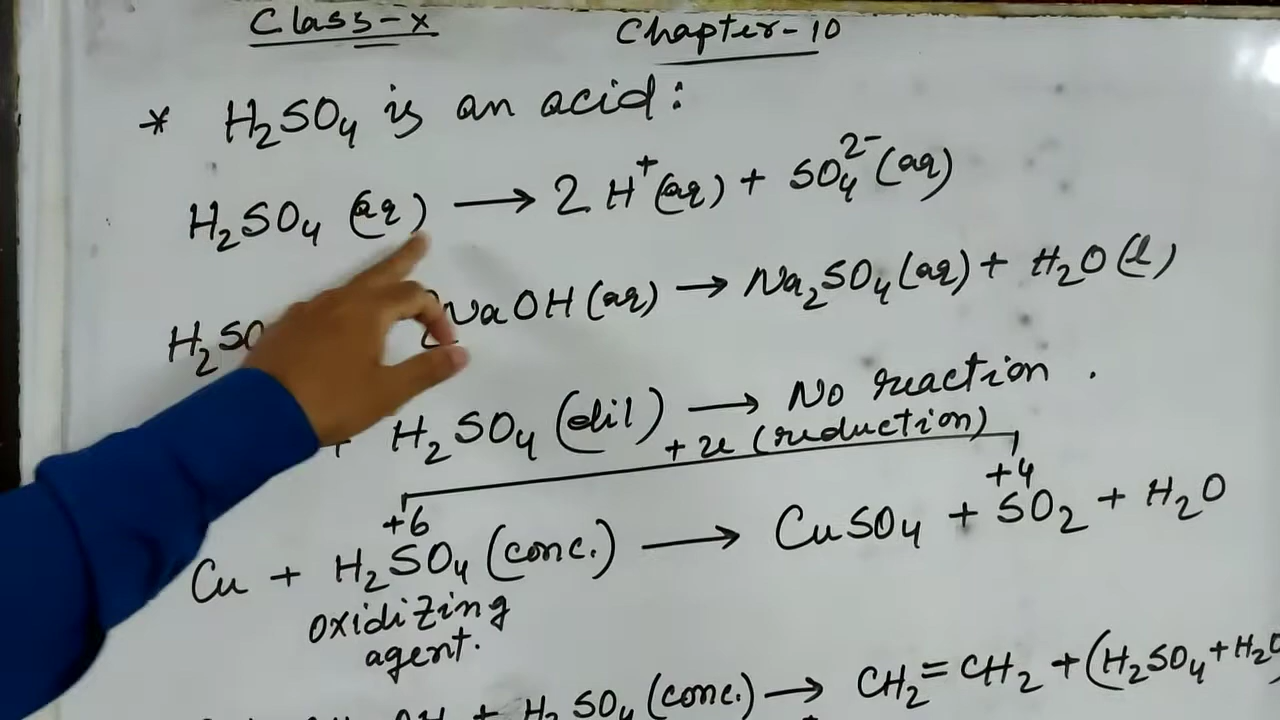 Class-X Chapter-10
* H₂SO₄ is an acid:
H₂SO₄ (aq) → 2 H⁺(aq) + SO₄²⁻(aq)
H₂SO NaOH(aq) → Na₂SO₄(aq) + H₂O(l)
+ H₂SO₄(dil) → No reaction.
+2e (reduction)
+6 +4
Cu + H₂SO₄(conc.) → CuSO₄ + SO₂ + H₂O
oxidizing
agent.
+ H₂SO₄(conc.) → CH₂=CH₂ + (H₂SO₄+H₂O